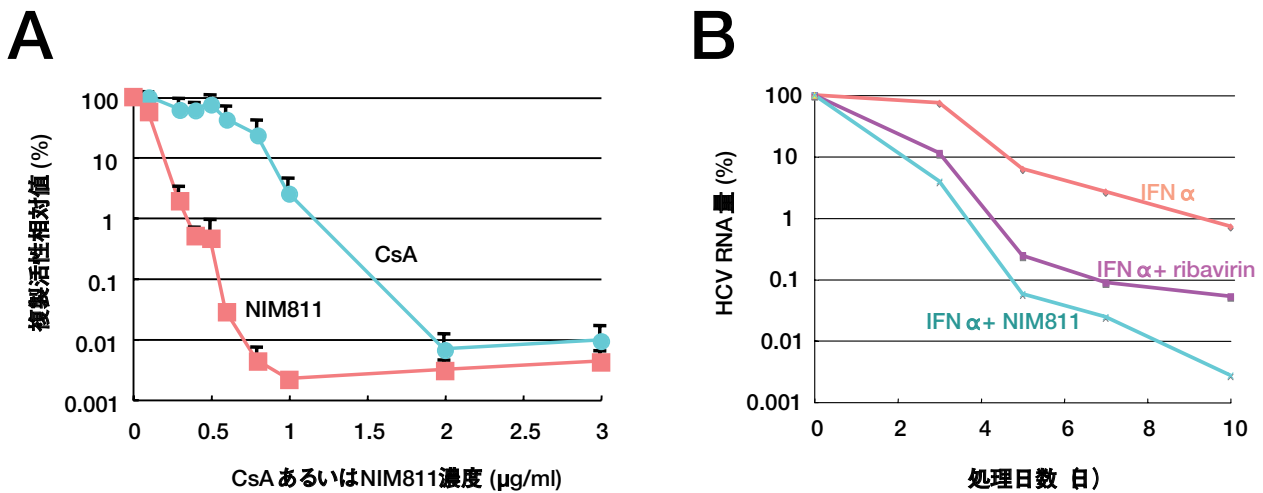 A
複製活性相対値 (%)
100
10
1
0.1
0.01
0.001
CsA
NIM811
0
0.5
1
1.5
2
2.5
3
CsA あるいはNIM811濃度 (μg/ml)
B
HCV RNA量 (%)
100
10
1
0.1
0.01
0.001
IFN α
IFN α+ ribavirin
IFN α+ NIM811
0
2
4
6
8
10
処理日数 (日)